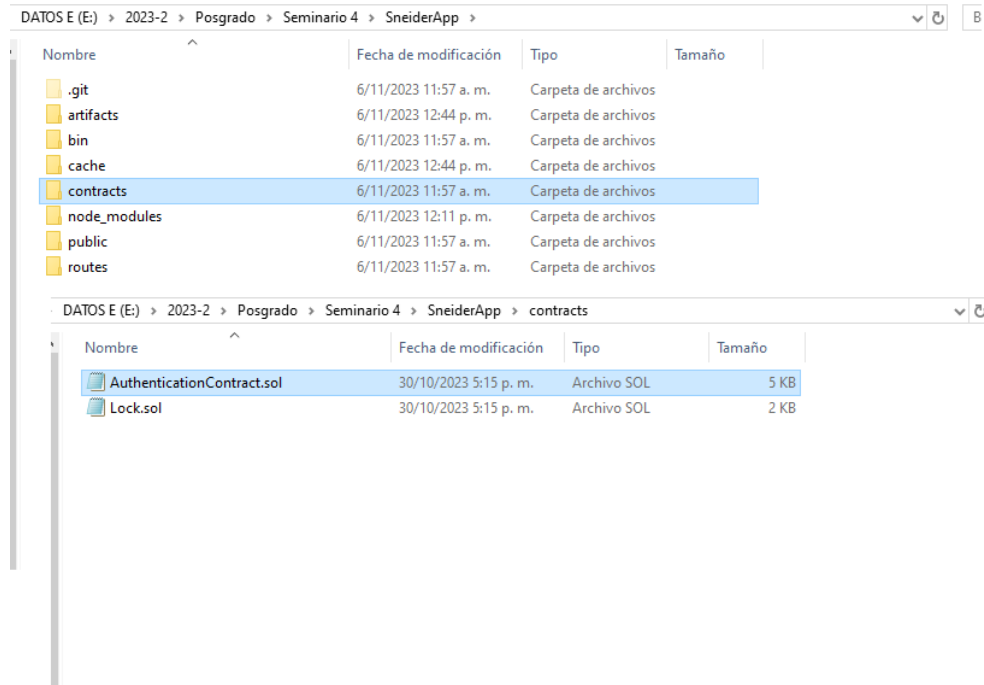 DATOS E (E:) > 2023-2 > Posgrado > Seminario 4 > SneiderApp > B
Nombre Fecha de modificación Tipo Tamaño
.git 6/11/2023 11:57 a. m. Carpeta de archivos
artifacts 6/11/2023 12:44 p. m. Carpeta de archivos
bin 6/11/2023 11:57 a. m. Carpeta de archivos
cache 6/11/2023 12:44 p. m. Carpeta de archivos
contracts 6/11/2023 11:57 a. m. Carpeta de archivos
node_modules 6/11/2023 12:11 p. m. Carpeta de archivos
public 6/11/2023 11:57 a. m. Carpeta de archivos
routes 6/11/2023 11:57 a. m. Carpeta de archivos
DATOS E (E:) > 2023-2 > Posgrado > Seminario 4 > SneiderApp > contracts
Nombre Fecha de modificación Tipo Tamaño
AuthenticationContract.sol 30/10/2023 5:15 p. m. Archivo SOL 5 KB
Lock.sol 30/10/2023 5:15 p. m. Archivo SOL 2 KB